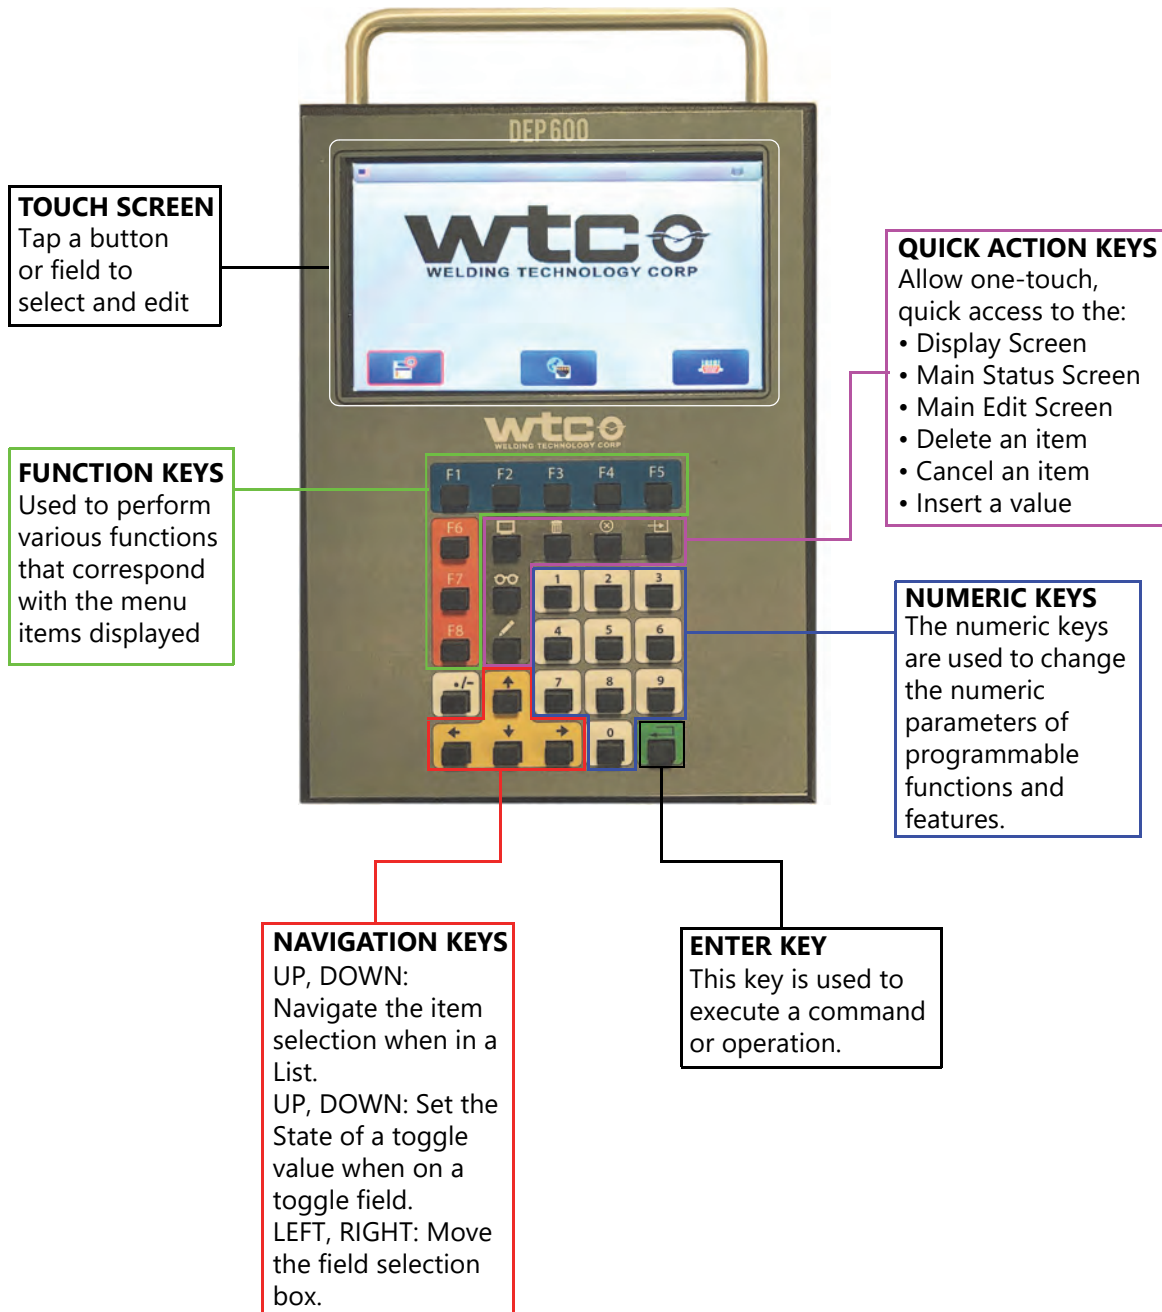 DEP600
wtco
WELDING TECHNOLOGY CORP
wtco
WELDING TECHNOLOGY CORP
TOUCH SCREEN
Tap a button
or field to
select and edit
FUNCTION KEYS
Used to perform
various functions
that correspond
with the menu
items displayed
QUICK ACTION KEYS
Allow one-touch,
quick access to the:
• Display Screen
• Main Status Screen
• Main Edit Screen
• Delete an item
• Cancel an item
• Insert a value
NUMERIC KEYS
The numeric keys
are used to change
the numeric
parameters of
programmable
functions and
features.
F1 F2 F3 F4 F5
F6
F7
F8
1 2 3
4 5 6
•/− 7 8 9
0
NAVIGATION KEYS
UP, DOWN:
Navigate the item
selection when in a
List.
UP, DOWN: Set the
State of a toggle
value when on a
toggle field.
LEFT, RIGHT: Move
the field selection
box.
ENTER KEY
This key is used to
execute a command
or operation.